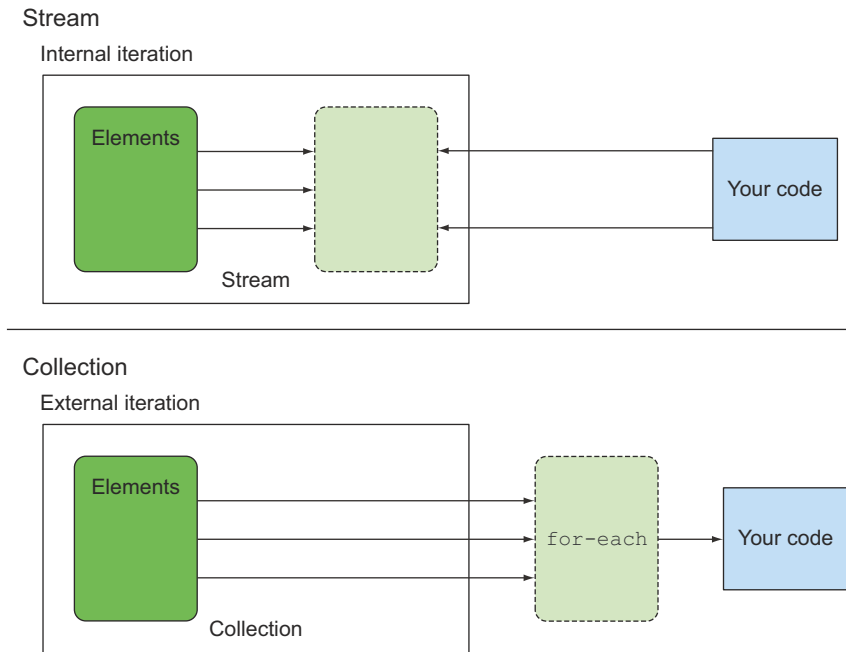 Stream
Internal iteration
Elements
Your code
Stream
Collection
External iteration
Elements
for-each
Your code
Collection